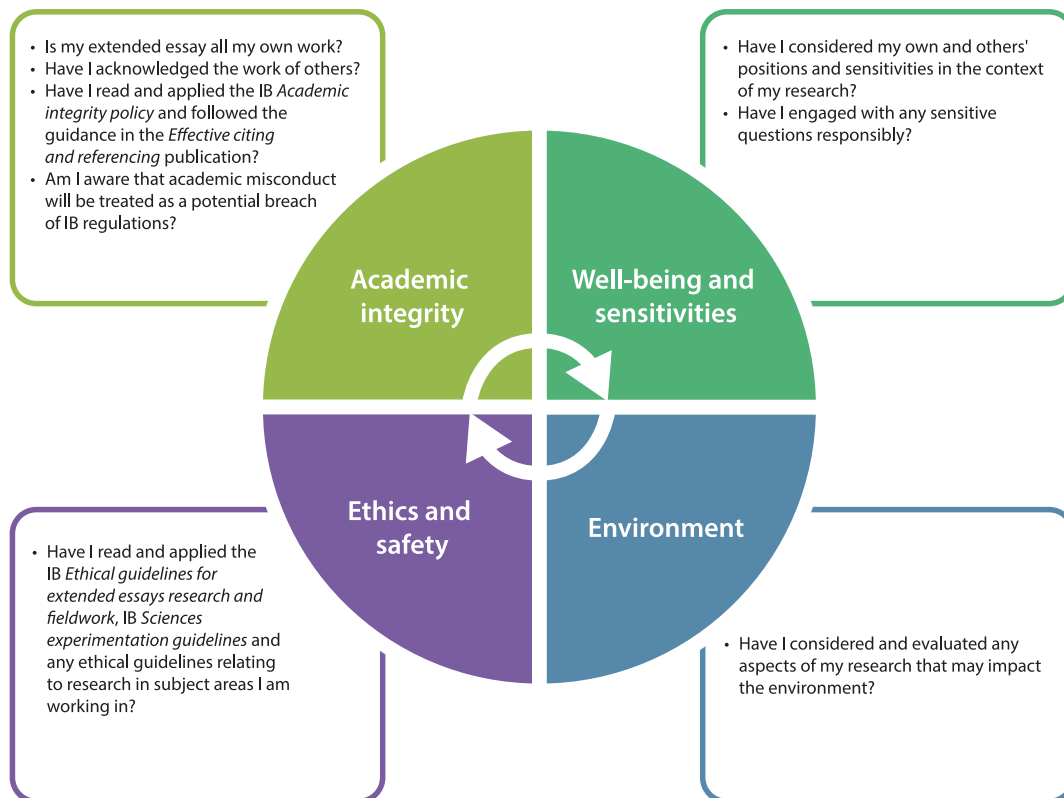 • Is my extended essay all my own work?
• Have I acknowledged the work of others?
• Have I read and applied the IB Academic
integrity policy and followed the
guidance in the Effective citing
and referencing publication?
• Am I aware that academic misconduct
will be treated as a potential breach
of IB regulations?
• Have I considered my own and others'
positions and sensitivities in the context
of my research?
• Have I engaged with any sensitive
questions responsibly?
Academic
integrity
Well-being and
sensitivities
Ethics and
safety
Environment
• Have I read and applied the
IB Ethical guidelines for
extended essays research and
fieldwork, IB Sciences
experimentation guidelines and
any ethical guidelines relating
to research in subject areas I am
working in?
• Have I considered and evaluated any
aspects of my research that may impact
the environment?